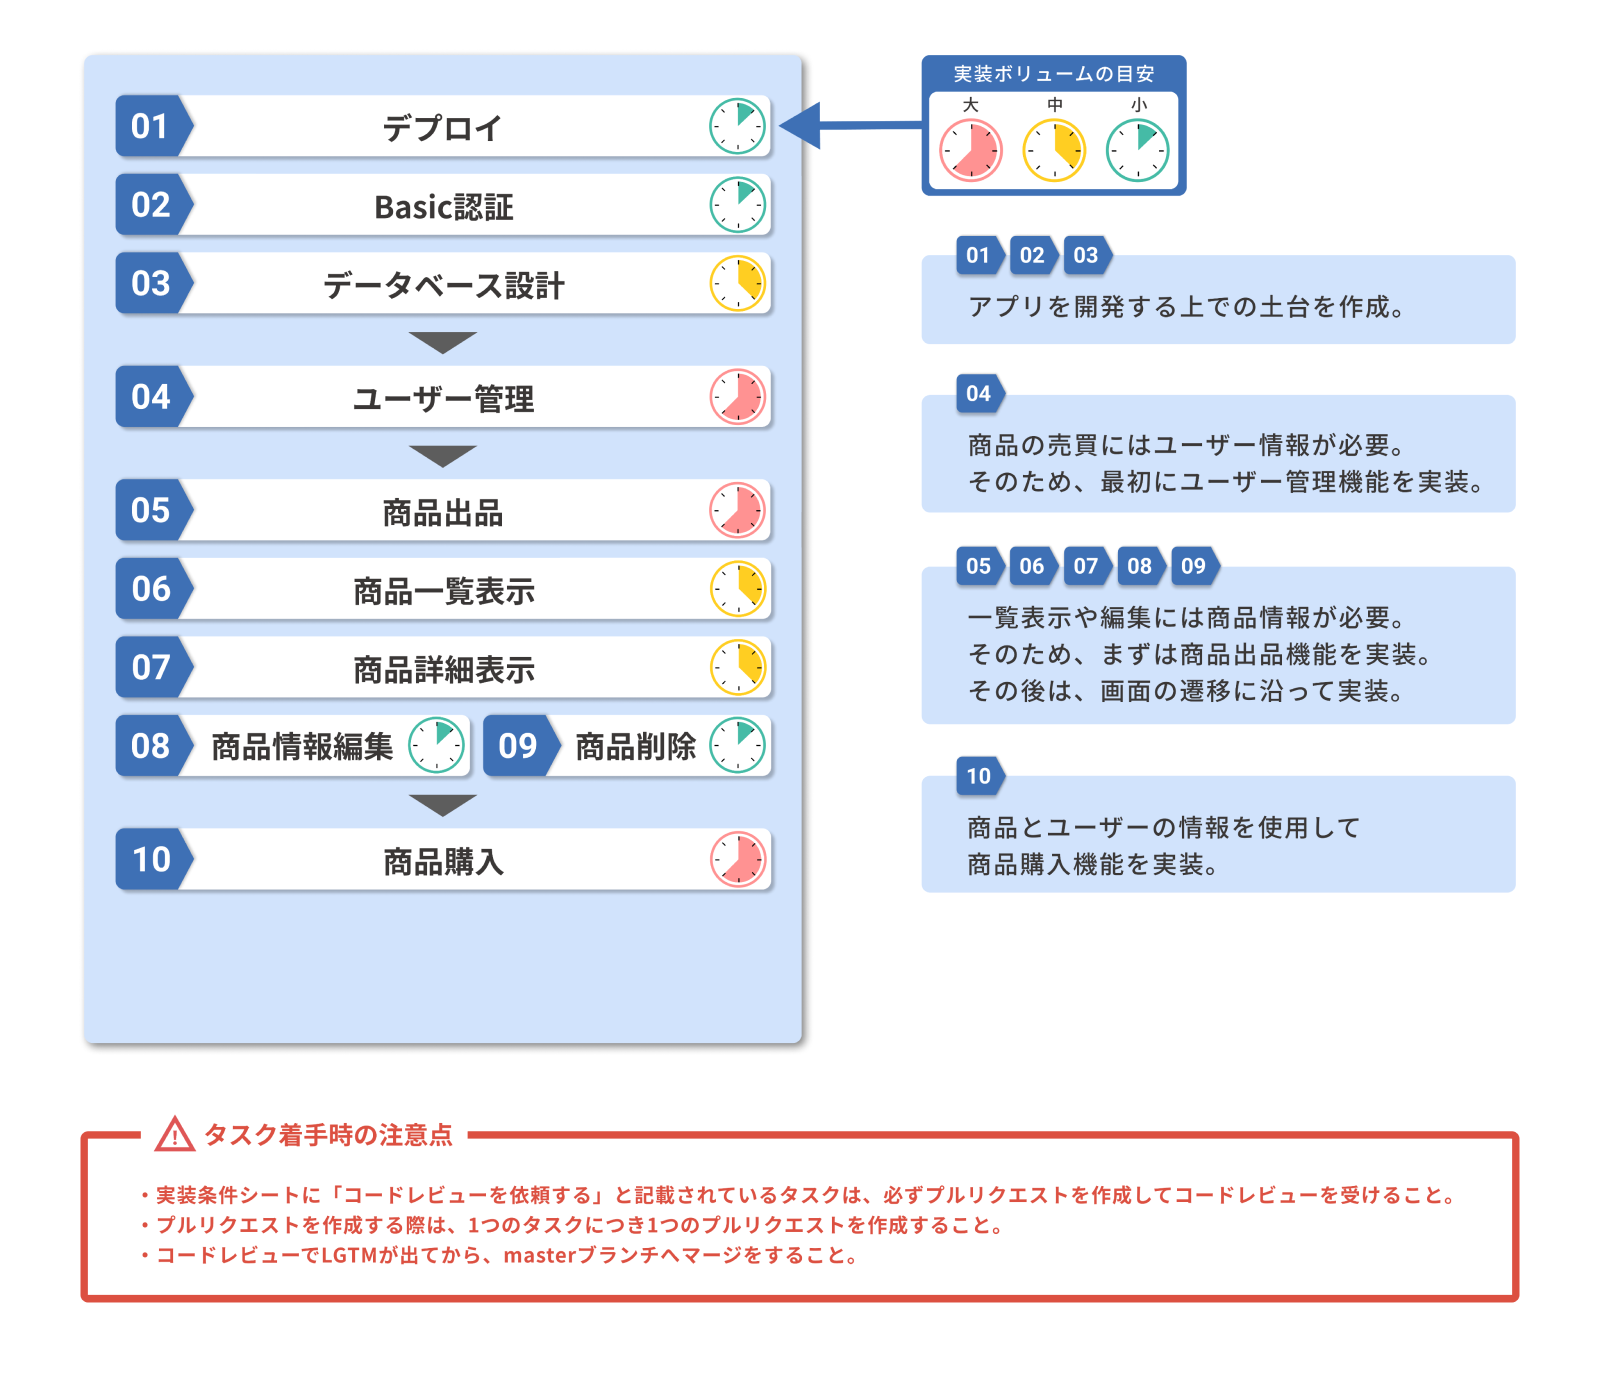 01 デプロイ
02 Basic認証
03 データベース設計
04 ユーザー管理
05 商品出品
06 商品一覧表示
07 商品詳細表示
08 商品情報編集 09 商品削除
10 商品購入
実装ボリュームの目安
大 中 小
01 02 03
アプリを開発する上での土台を作成。
04
商品の売買にはユーザー情報が必要。
そのため、最初にユーザー管理機能を実装。
05 06 07 08 09
一覧表示や編集には商品情報が必要。
そのため、まずは商品出品機能を実装。
その後は、画面の遷移に沿って実装。
10
商品とユーザーの情報を使用して
商品購入機能を実装。
タスク着手時の注意点
・実装条件シートに「コードレビューを依頼する」と記載されているタスクは、必ずプルリクエストを作成してコードレビューを受けること。
・プルリクエストを作成する際は、1つのタスクにつき1つのプルリクエストを作成すること。
・コードレビューでLGTMが出てから、masterブランチへマージをすること。